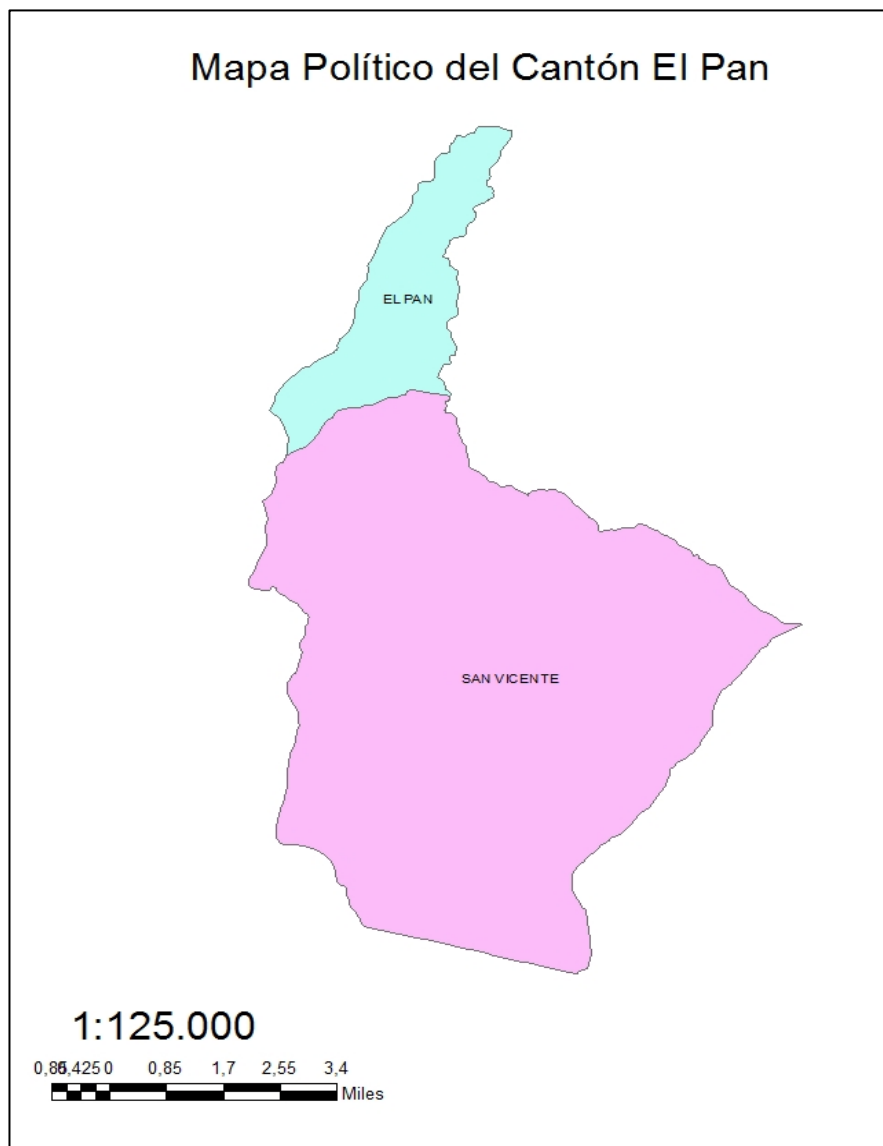 Mapa Político del Cantón El Pan
EL PAN
SAN VICENTE
1:125.000
0 0,85 1,7 2,55 3,4
Miles